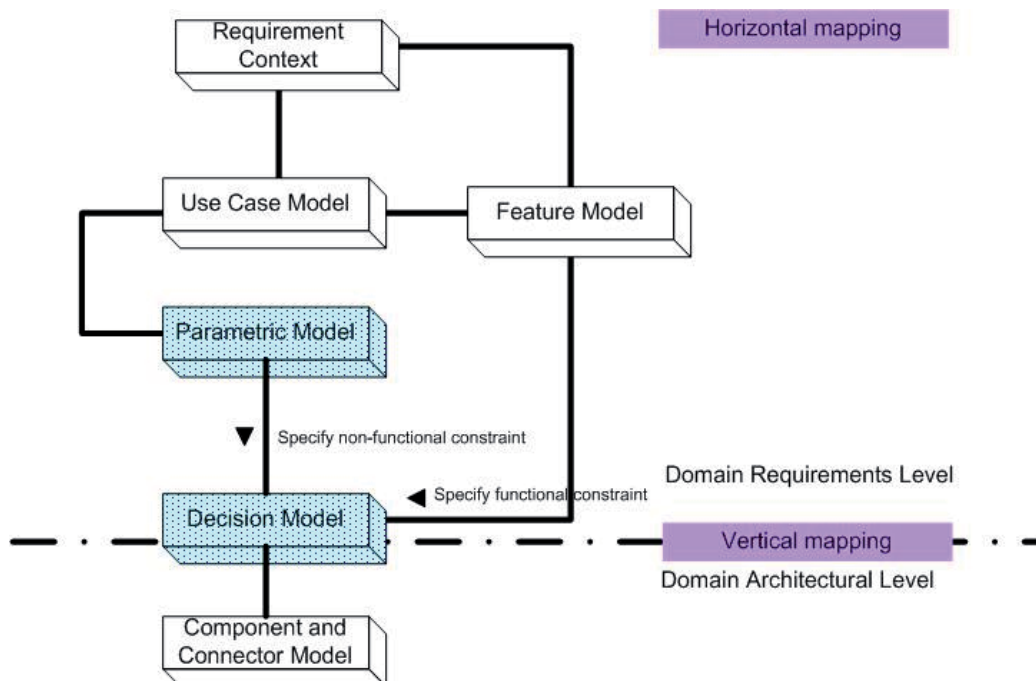 Requirement
Context
Horizontal mapping
Use Case Model
Feature Model
Parametric Model
Specify non-functional constraint
Domain Requirements Level
Specify functional constraint
Decision Model
Vertical mapping
Domain Architectural Level
Component and
Connector Model